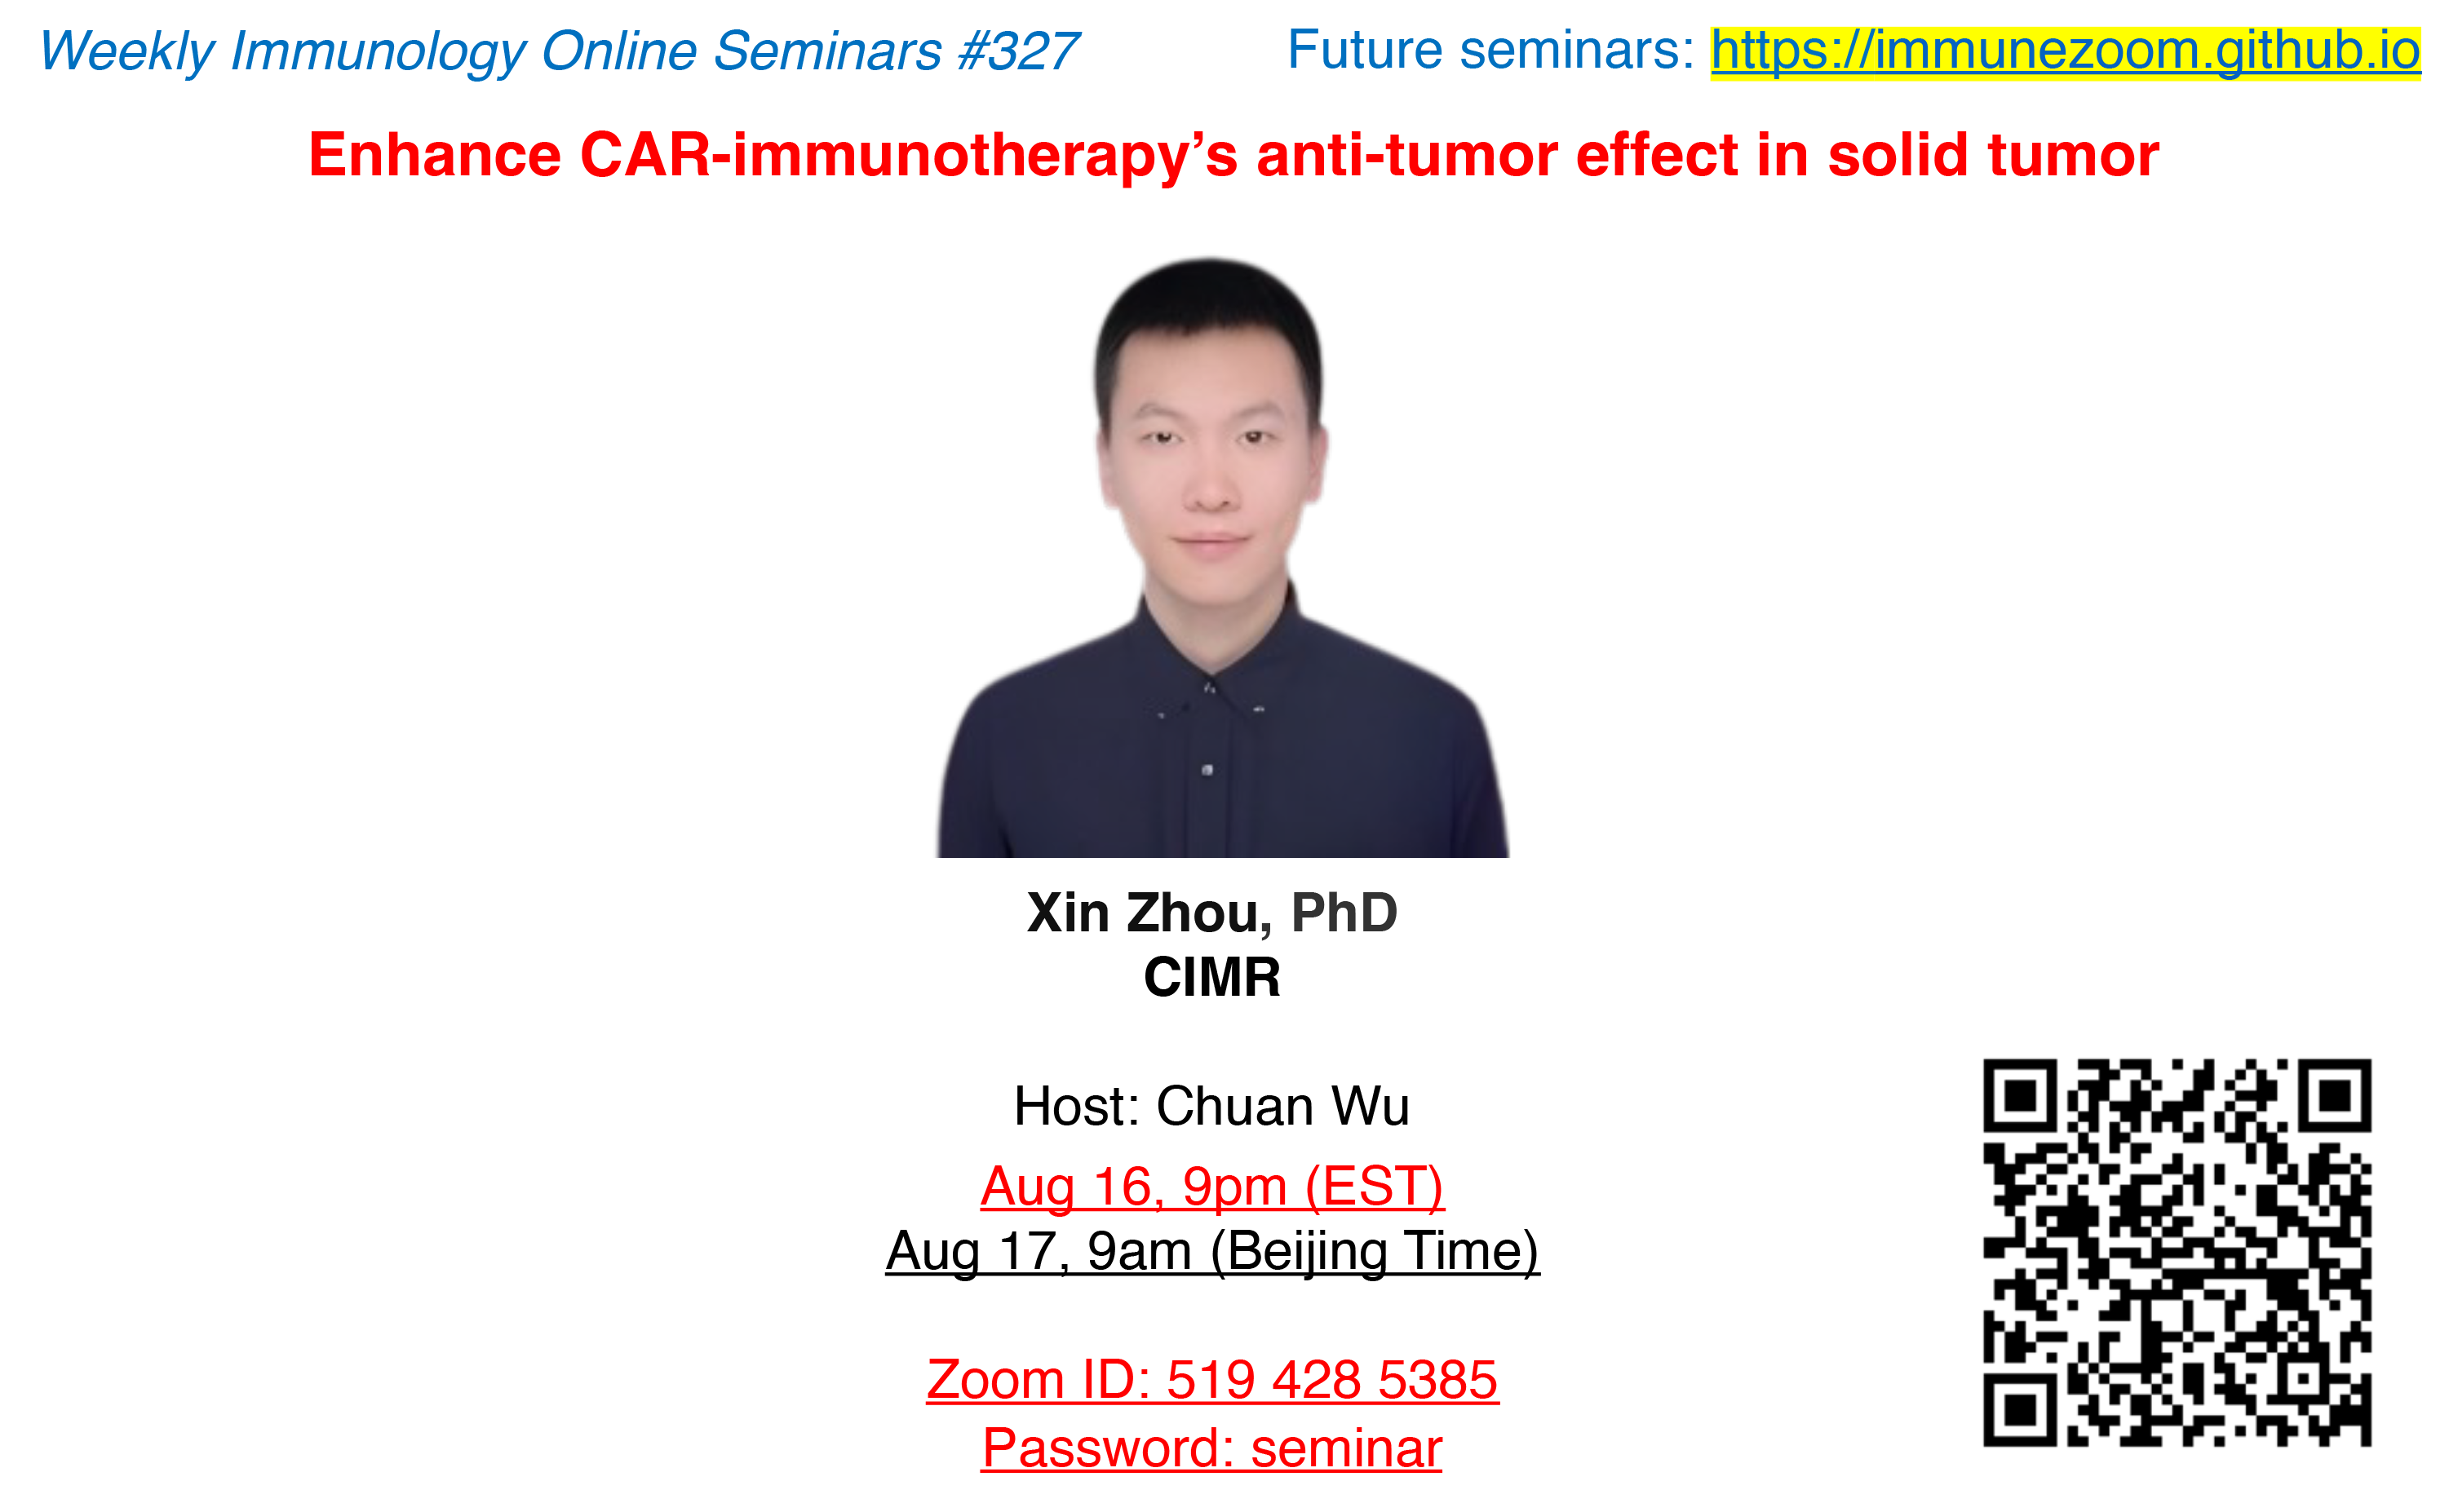 Weekly Immunology Online Seminars #327
Future seminars: https://immunezoom.github.io
Enhance CAR-immunotherapy’s anti-tumor effect in solid tumor
Xin Zhou, PhD
CIMR
Host: Chuan Wu
Aug 16, 9pm (EST)
Aug 17, 9am (Beijing Time)
Zoom ID: 519 428 5385
Password: seminar